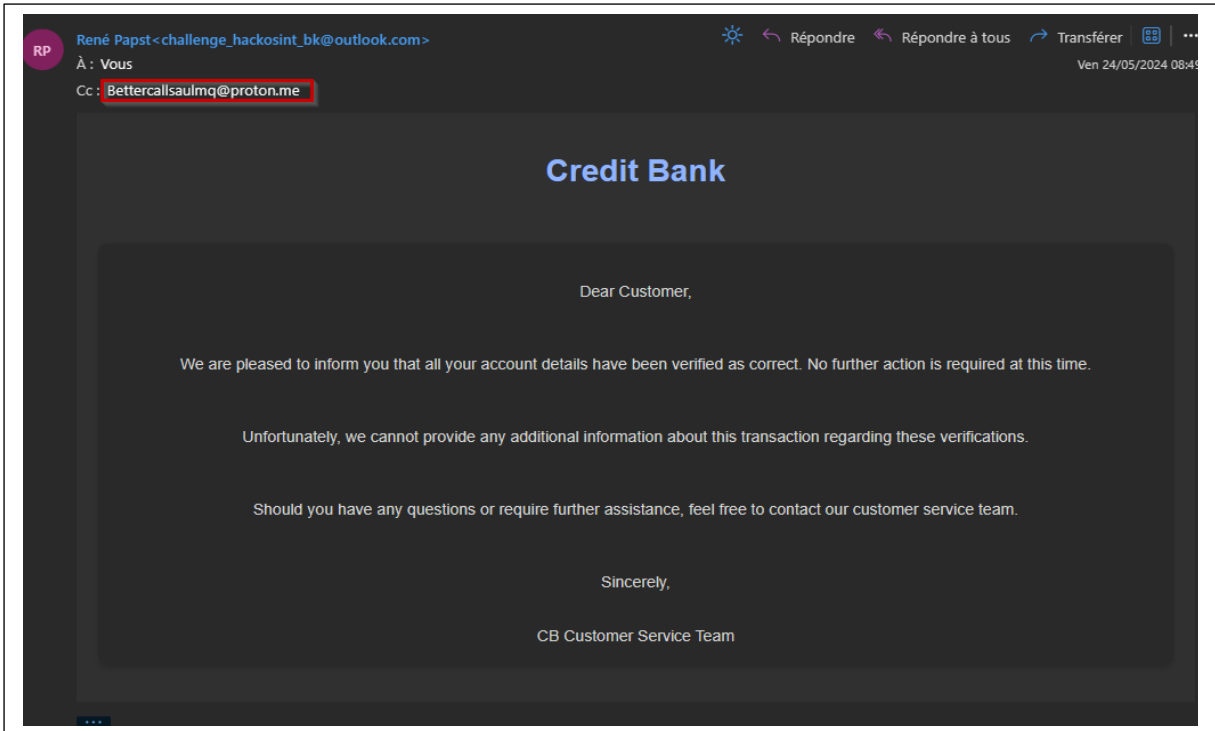 RP
René Papst<challenge_hackosint_bk@outlook.com>
Répondre
Répondre à tous
Transférer
À : Vous
Ven 24/05/2024 08:49
Cc : Bettercallsaulmq@proton.me
Credit Bank
Dear Customer,
We are pleased to inform you that all your account details have been verified as correct. No further action is required at this time.
Unfortunately, we cannot provide any additional information about this transaction regarding these verifications.
Should you have any questions or require further assistance, feel free to contact our customer service team.
Sincerely,
CB Customer Service Team